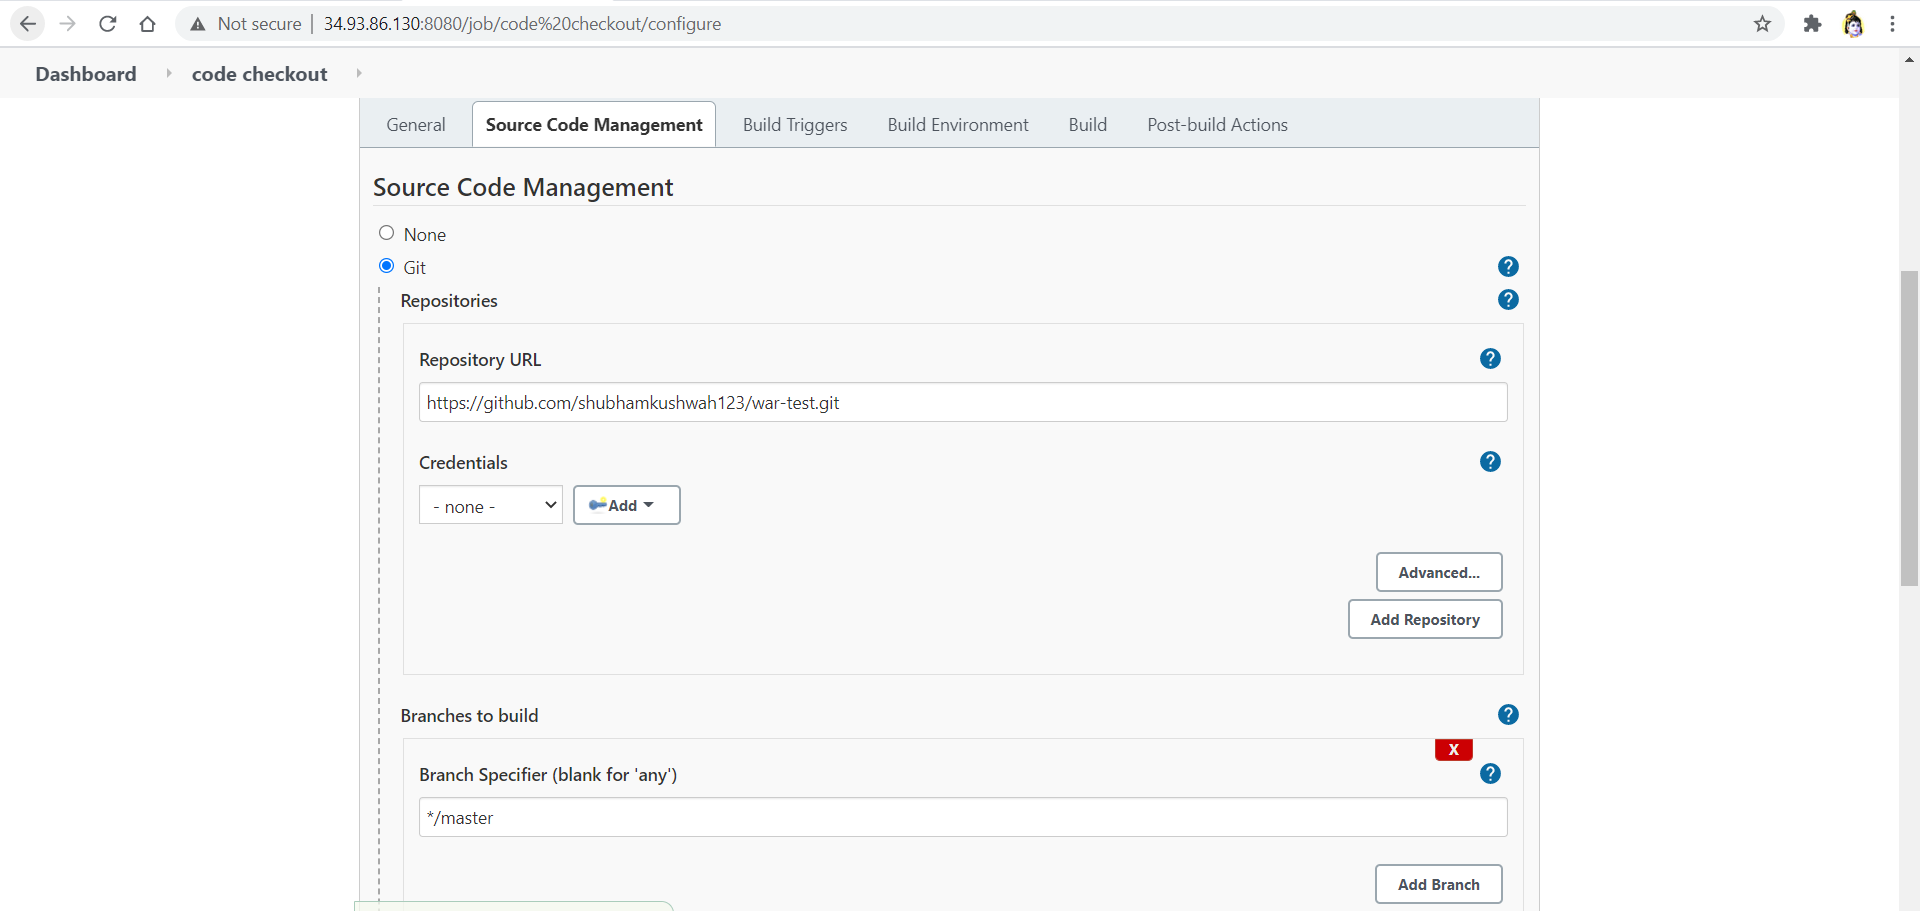 Not secure | 34.93.86.130:8080/job/code%20checkout/configure
Dashboard code checkout
General Source Code Management Build Triggers Build Environment Build Post-build Actions
Source Code Management
None
Git
?
Repositories
?
Repository URL
?
https://github.com/shubhamkushwah123/war-test.git
Credentials
?
- none -
Add
Advanced...
Add Repository
Branches to build
?
X
Branch Specifier (blank for 'any')
?
*/master
Add Branch